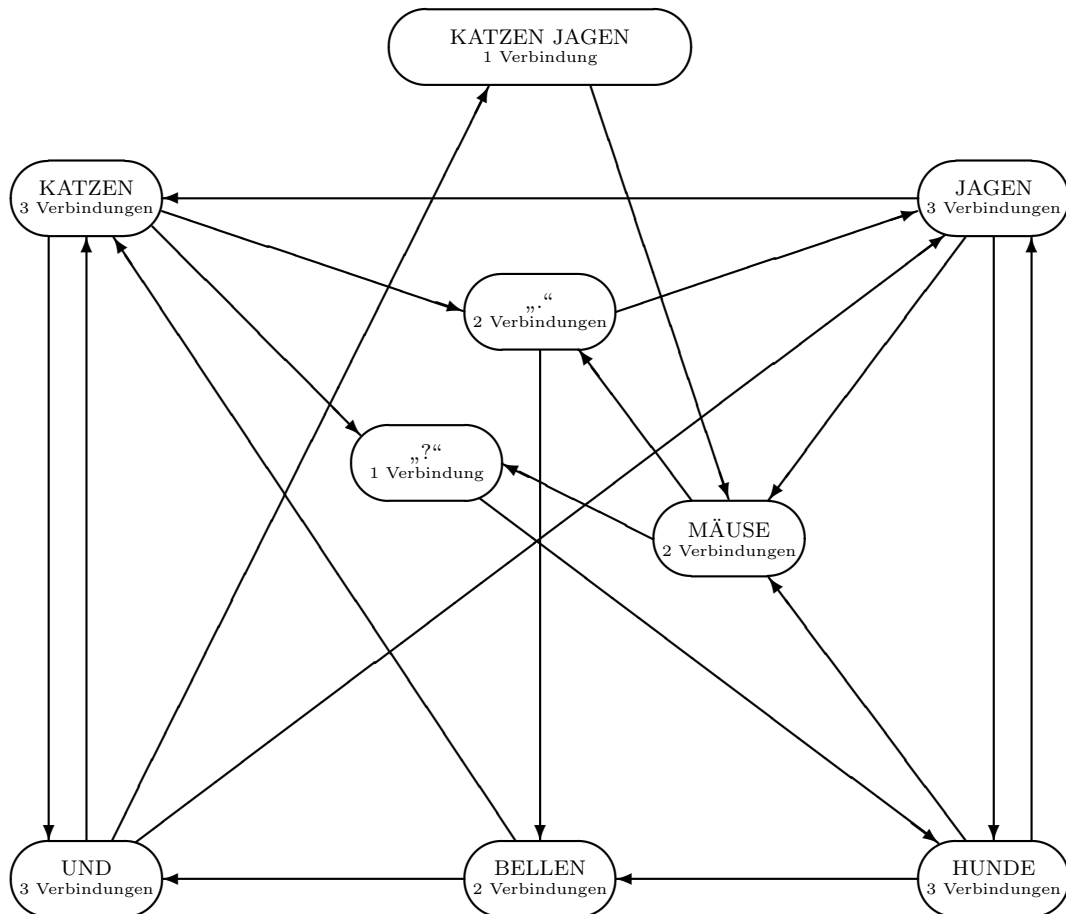 KATZEN JAGEN
1 Verbindung
KATZEN
3 Verbindungen
JAGEN
3 Verbindungen
„.“
2 Verbindungen
„?“
1 Verbindung
MÄUSE
2 Verbindungen
UND
3 Verbindungen
BELLEN
2 Verbindungen
HUNDE
3 Verbindungen